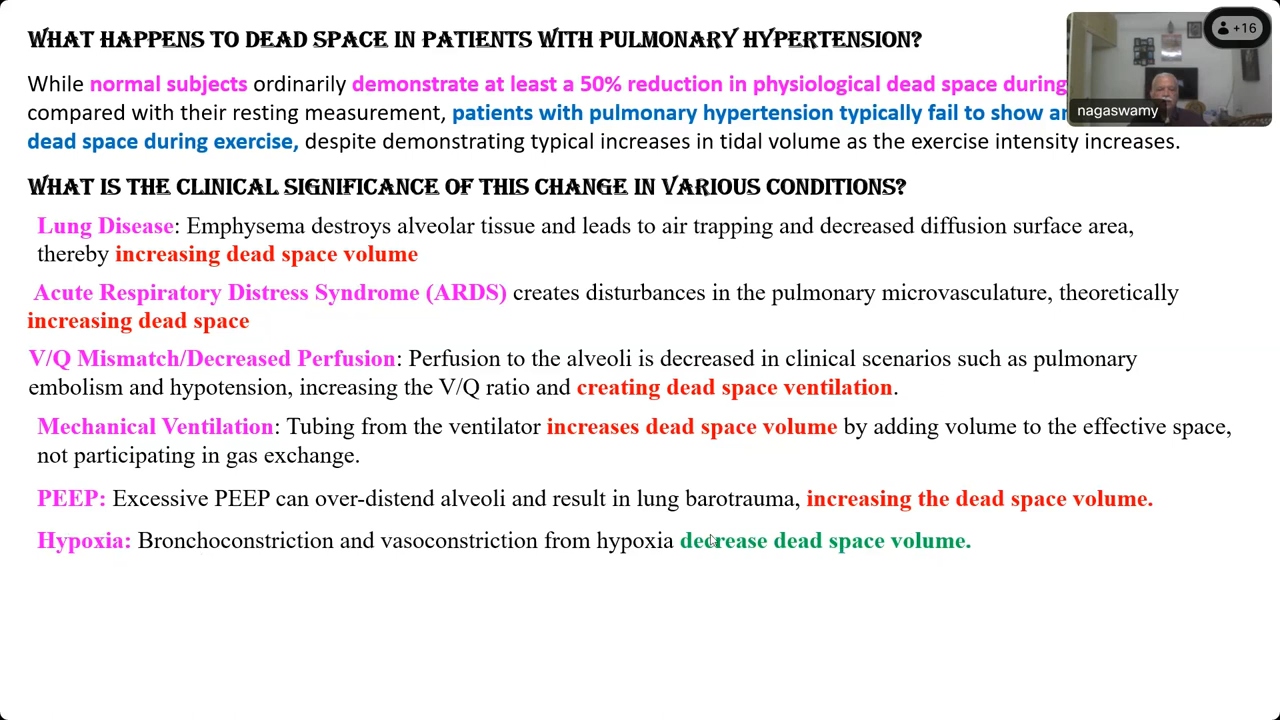 WHAT HAPPENS TO DEAD SPACE IN PATIENTS WITH PULMONARY HYPERTENSION?
+16
While normal subjects ordinarily demonstrate at least a 50% reduction in physiological dead space during
nagaswamy
compared with their resting measurement, patients with pulmonary hypertension typically fail to show
dead space during exercise, despite demonstrating typical increases in tidal volume as the exercise intensity increases.
WHAT IS THE CLINICAL SIGNIFICANCE OF THIS CHANGE IN VARIOUS CONDITIONS?
Lung Disease: Emphysema destroys alveolar tissue and leads to air trapping and decreased diffusion surface area,
thereby increasing dead space volume
Acute Respiratory Distress Syndrome (ARDS) creates disturbances in the pulmonary microvasculature, theoretically
increasing dead space
V/Q Mismatch/Decreased Perfusion: Perfusion to the alveoli is decreased in clinical scenarios such as pulmonary
embolism and hypotension, increasing the V/Q ratio and creating dead space ventilation.
Mechanical Ventilation: Tubing from the ventilator increases dead space volume by adding volume to the effective space,
not participating in gas exchange.
PEEP: Excessive PEEP can over-distend alveoli and result in lung barotrauma, increasing the dead space volume.
Hypoxia: Bronchoconstriction and vasoconstriction from hypoxia decrease dead space volume.